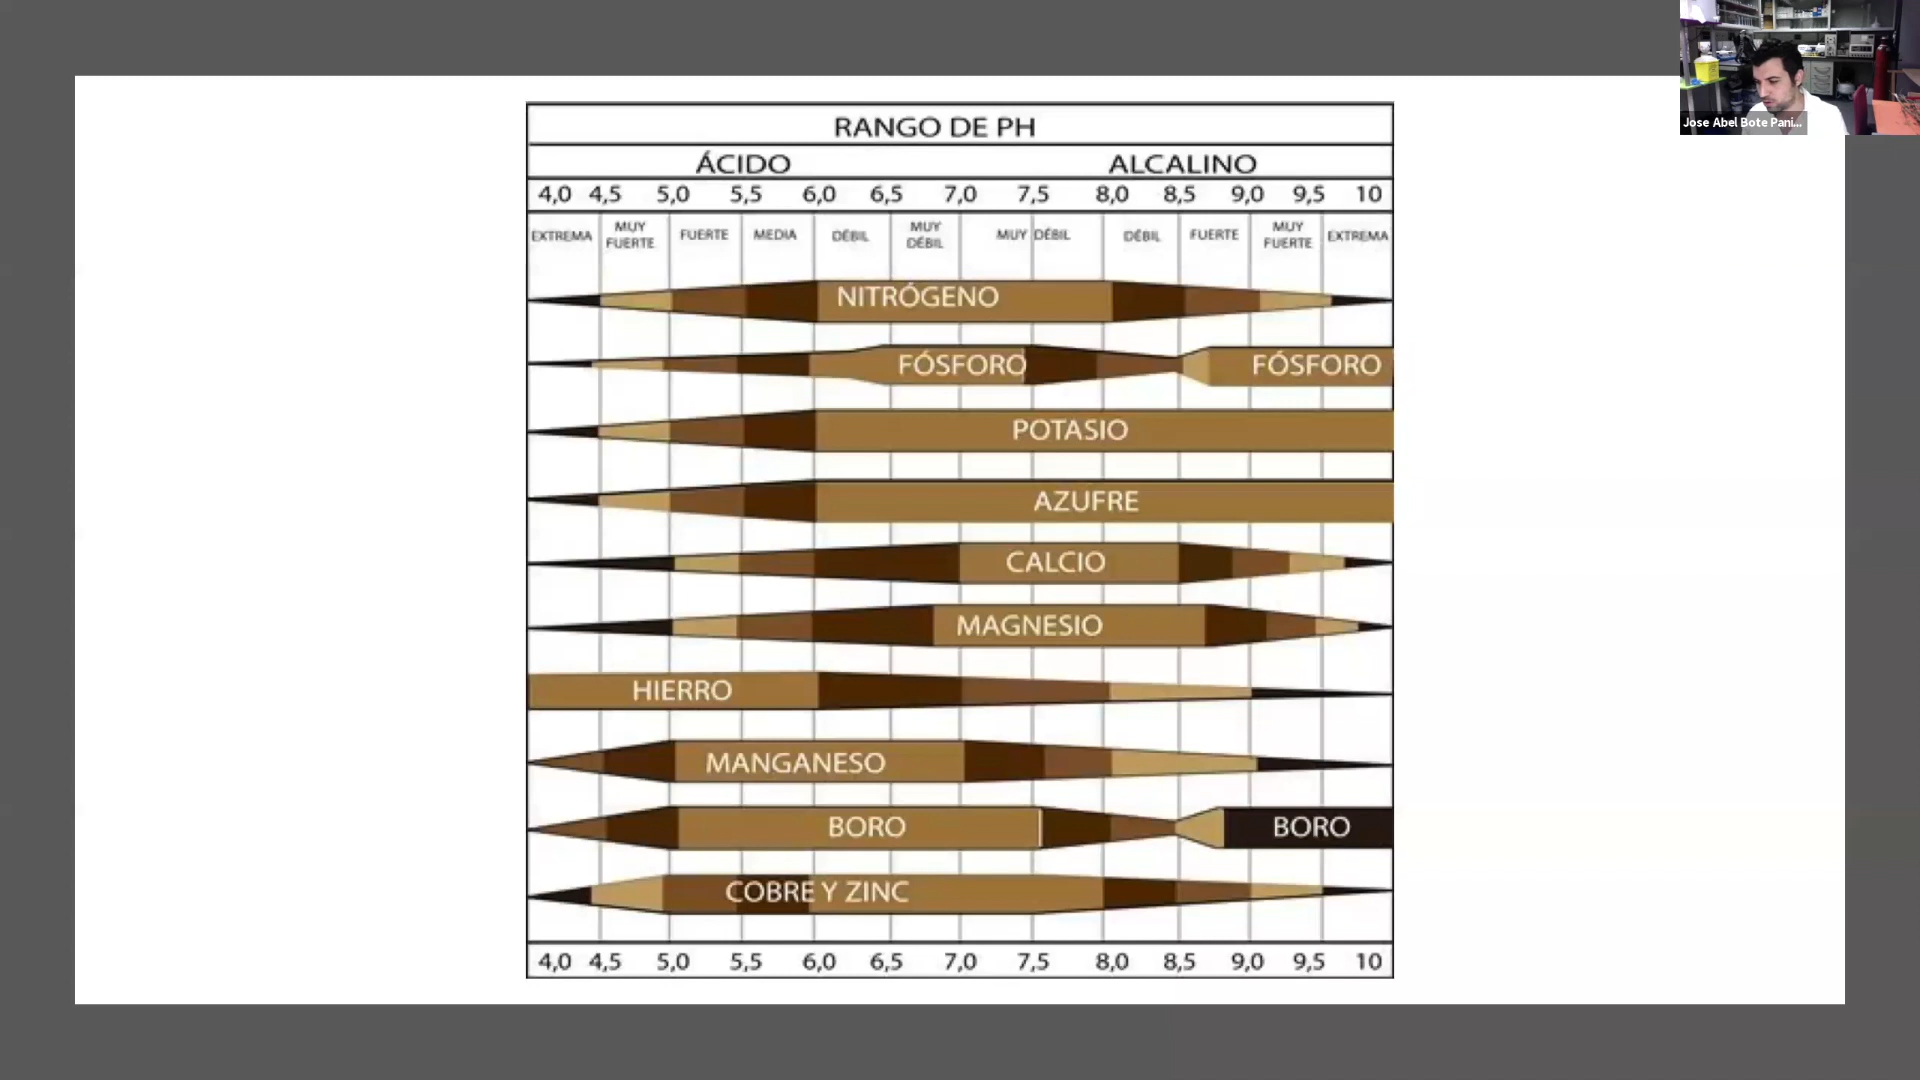 Jose Abel Bote Pani...
RANGO DE PH
ÁCIDO ALCALINO
4,0 4,5 5,0 5,5 6,0 6,5 7,0 7,5 8,0 8,5 9,0 9,5 10
EXTREMA MUY FUERTE FUERTE MEDIA DÉBIL MUY DÉBIL MUY DÉBIL DÉBIL FUERTE MUY FUERTE EXTREMA
NITRÓGENO
FÓSFORO FÓSFORO
POTASIO
AZUFRE
CALCIO
MAGNESIO
HIERRO
MANGANESO
BORO BORO
COBRE Y ZINC
4,0 4,5 5,0 5,5 6,0 6,5 7,0 7,5 8,0 8,5 9,0 9,5 10